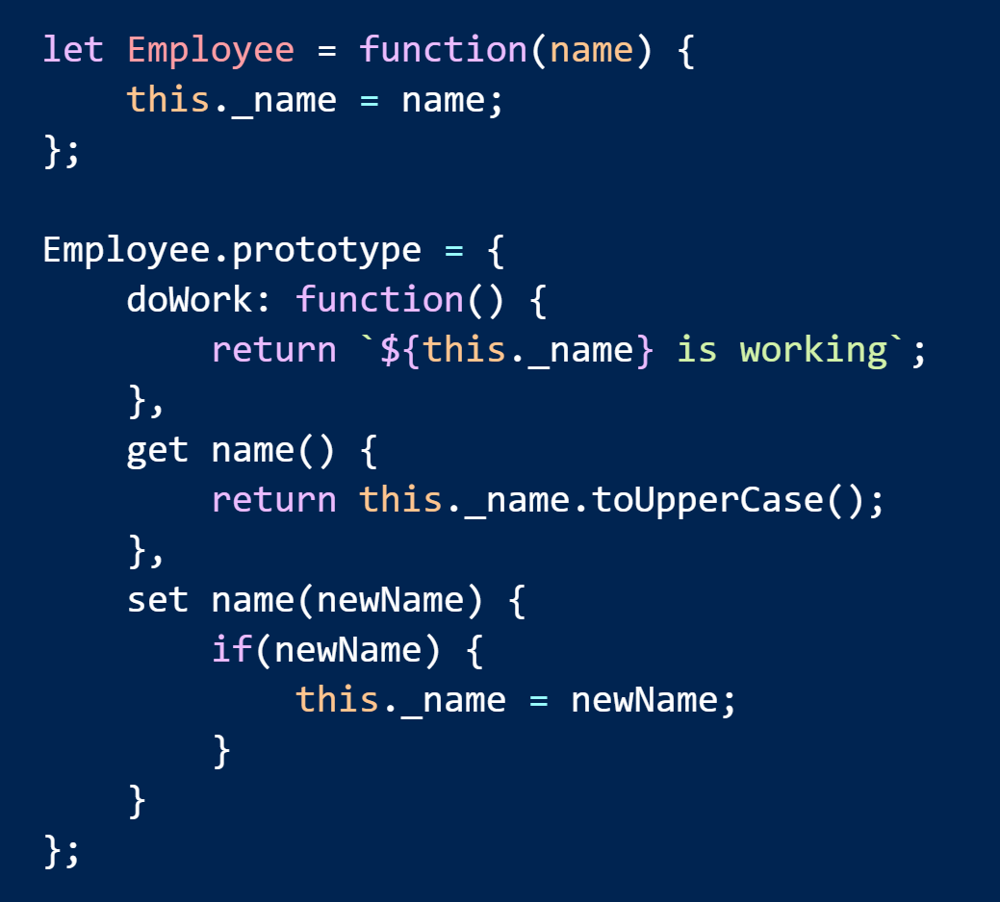 let Employee = function(name) {
    this._name = name;
};

Employee.prototype = {
    doWork: function() {
        return `${this._name} is working`;
    },
    get name() {
        return this._name.toUpperCase();
    },
    set name(newName) {
        if(newName) {
            this._name = newName;
        }
    }
};